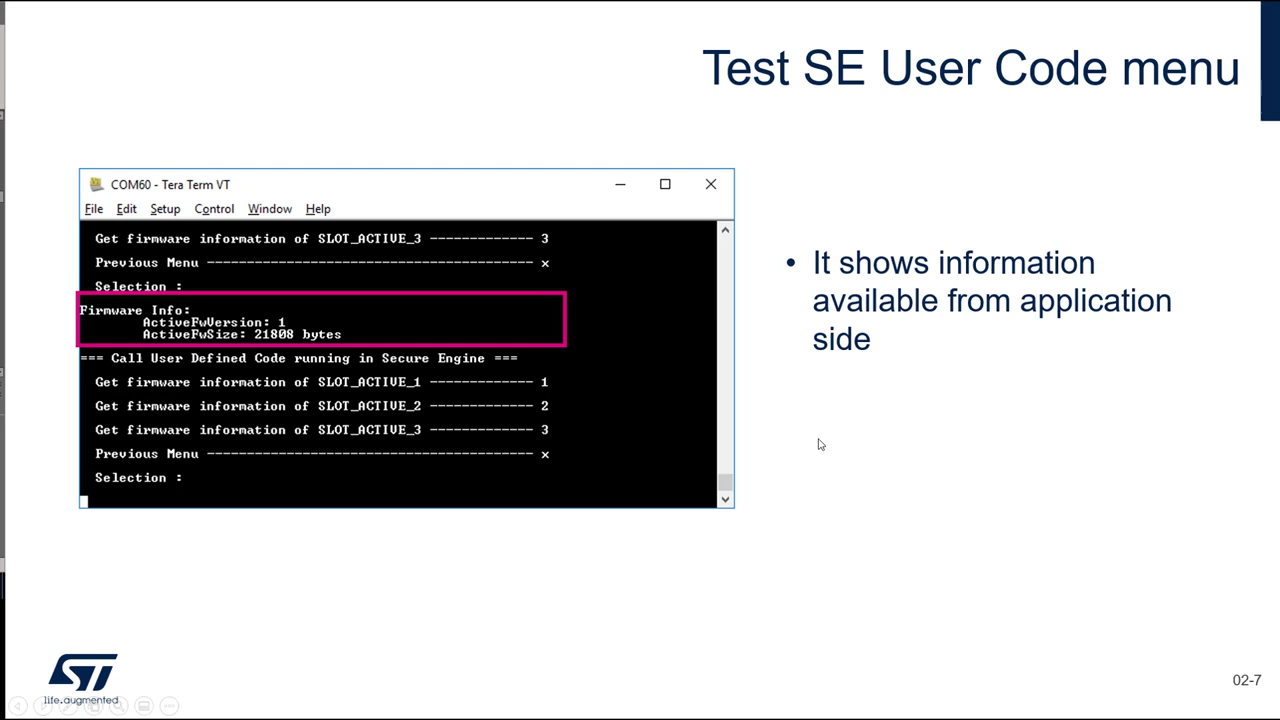 Test SE User Code menu
COM60 - Tera Term VT
File Edit Setup Control Window Help
Get firmware information of SLOT_ACTIVE_3 ------------- 3
Previous Menu ------------------------------------------ x
Selection :
Firmware Info:
ActiveFwVersion: 1
ActiveFwSize: 21808 bytes
=== Call User Defined Code running in Secure Engine ===
Get firmware information of SLOT_ACTIVE_1 ------------- 1
Get firmware information of SLOT_ACTIVE_2 ------------- 2
Get firmware information of SLOT_ACTIVE_3 ------------- 3
Previous Menu ------------------------------------------ x
Selection :
• It shows information
available from application
side
ST
life.augmented
02-7